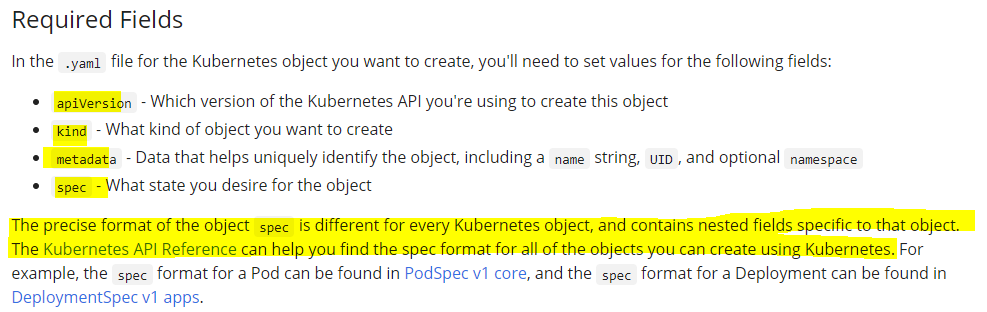 Required Fields
In the .yaml file for the Kubernetes object you want to create, you'll need to set values for the following fields:
• apiVersion - Which version of the Kubernetes API you're using to create this object
• kind - What kind of object you want to create
• metadata - Data that helps uniquely identify the object, including a name string, UID, and optional namespace
• spec - What state you desire for the object
The precise format of the object spec is different for every Kubernetes object, and contains nested fields specific to that object.
The Kubernetes API Reference can help you find the spec format for all of the objects you can create using Kubernetes. For
example, the spec format for a Pod can be found in PodSpec v1 core, and the spec format for a Deployment can be found in
DeploymentSpec v1 apps.